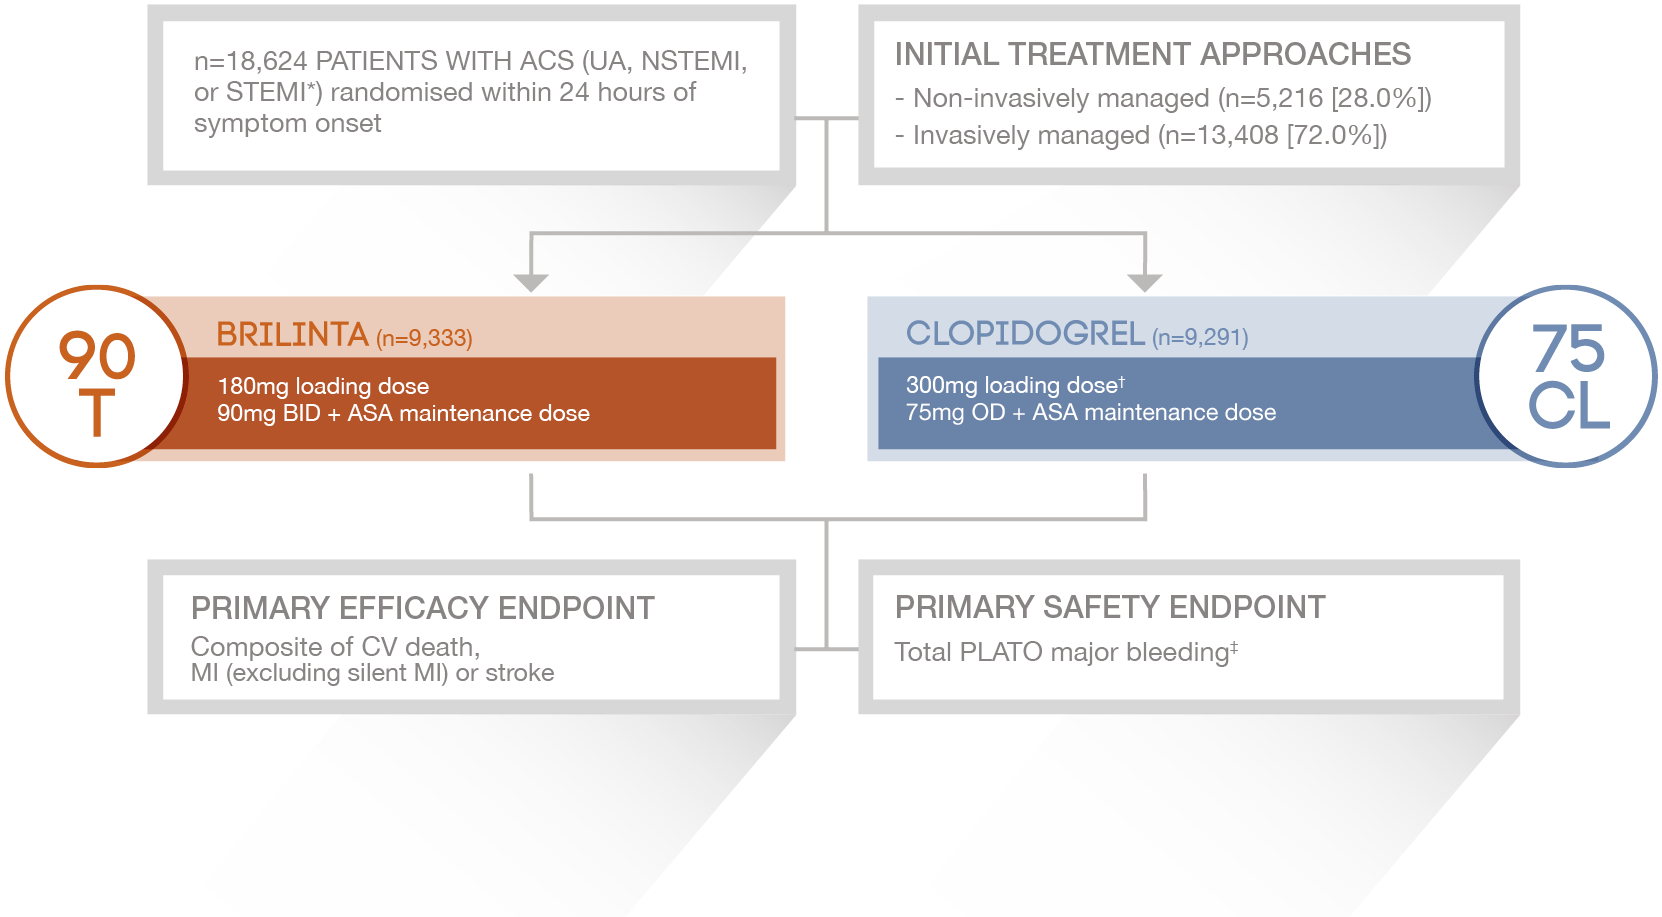 n=18,624 PATIENTS WITH ACS (UA, NSTEMI,
or STEMI*) randomised within 24 hours of
symptom onset
INITIAL TREATMENT APPROACHES
- Non-invasively managed (n=5,216 [28.0%])
- Invasively managed (n=13,408 [72.0%])
90
T
BRILINTA (n=9,333)
180mg loading dose
90mg BID + ASA maintenance dose
CLOPIDOGREL (n=9,291)
300mg loading dose†
75mg OD + ASA maintenance dose
75
CL
PRIMARY EFFICACY ENDPOINT
Composite of CV death,
MI (excluding silent MI) or stroke
PRIMARY SAFETY ENDPOINT
Total PLATO major bleeding‡